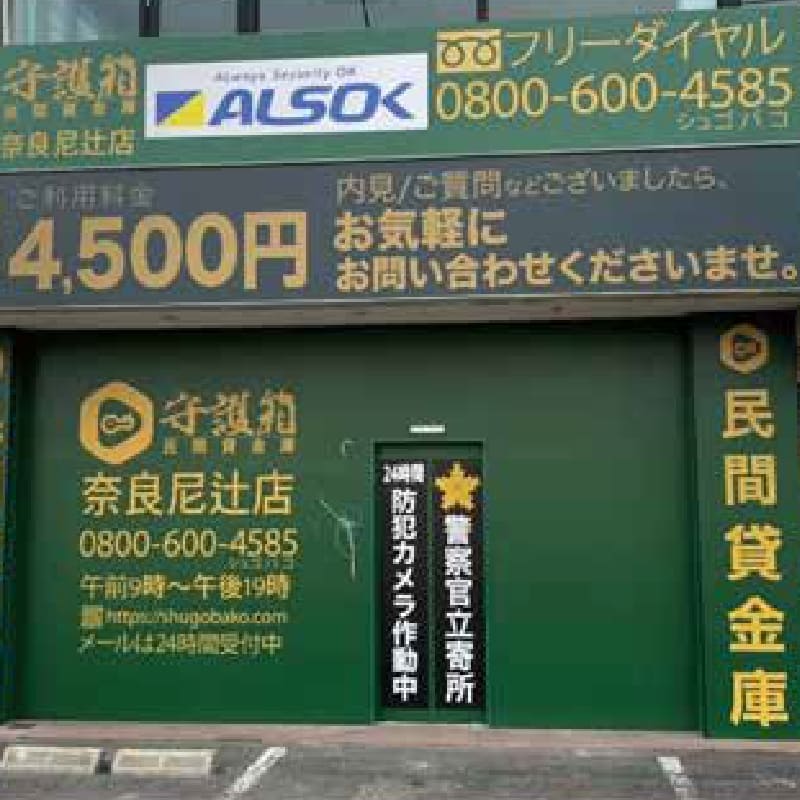 守護箱
民間貸金庫
奈良尼辻店
Always Security OK
ALSOK
フリーダイヤル
0800-600-4585
シュゴバコ
ご利用料金
4,500円
内見/ご質問などございましたら、
お気軽に
お問い合わせくださいませ。
守護箱
民間貸金庫
奈良尼辻店
0800-600-4585
シュゴバコ
午前9時〜午後19時
https://shugobako.com
メールは24時間受付中
24時間
防犯カメラ作動中
警察官立寄所
民間貸金庫